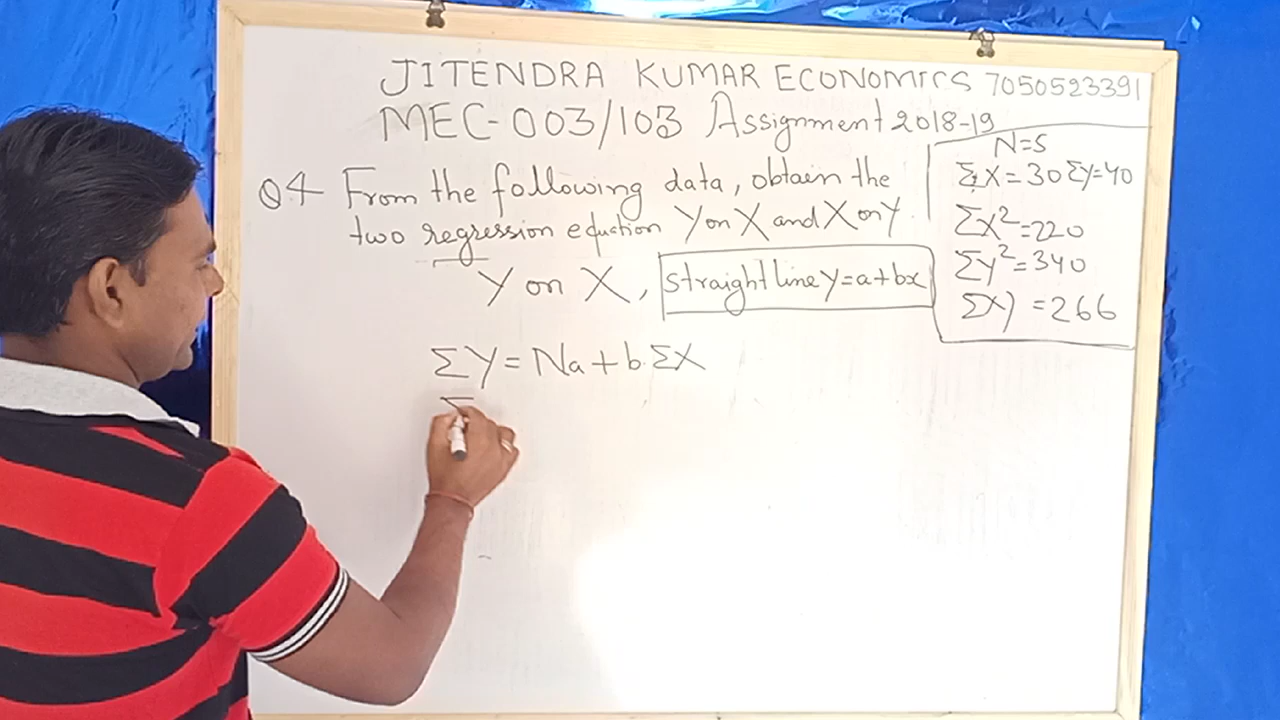 JITENDRA KUMAR ECONOMICS 7050523391
MEC-003/103 Assignment 2018-19
Q4 From the following data, obtain the
two regression equction Y on X and X on Y.
Y on X, straight line y=a+bx
N=5
ΣX=30 ΣY=40
ΣX²=220
Σy²=340
ΣXy=266
ΣY=Na+b.ΣX
Σ